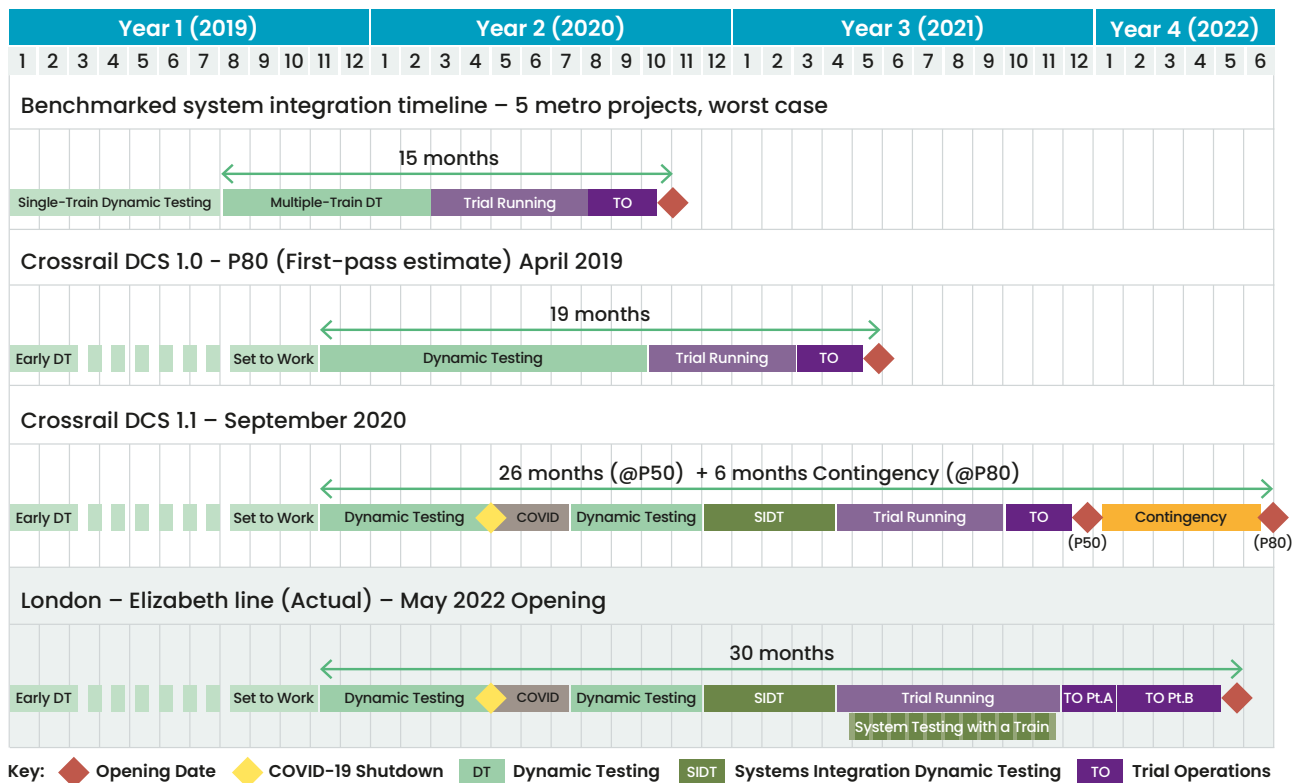 Year 1 (2019) Year 2 (2020) Year 3 (2021) Year 4 (2022)
1 2 3 4 5 6 7 8 9 10 11 12 1 2 3 4 5 6 7 8 9 10 11 12 1 2 3 4 5 6 7 8 9 10 11 12 1 2 3 4 5 6
Benchmarked system integration timeline – 5 metro projects, worst case
15 months
Single-Train Dynamic Testing Multiple-Train DT Trial Running TO
Crossrail DCS 1.0 - P80 (First-pass estimate) April 2019
19 months
Early DT Set to Work Dynamic Testing Trial Running TO
Crossrail DCS 1.1 – September 2020
26 months (@P50) + 6 months Contingency (@P80)
Early DT Set to Work Dynamic Testing COVID Dynamic Testing SIDT Trial Running TO Contingency
(P50) (P80)
London – Elizabeth line (Actual) – May 2022 Opening
30 months
Early DT Set to Work Dynamic Testing COVID Dynamic Testing SIDT Trial Running TO Pt.A TO Pt.B
System Testing with a Train
Key: Opening Date COVID-19 Shutdown DT Dynamic Testing SIDT Systems Integration Dynamic Testing TO Trial Operations